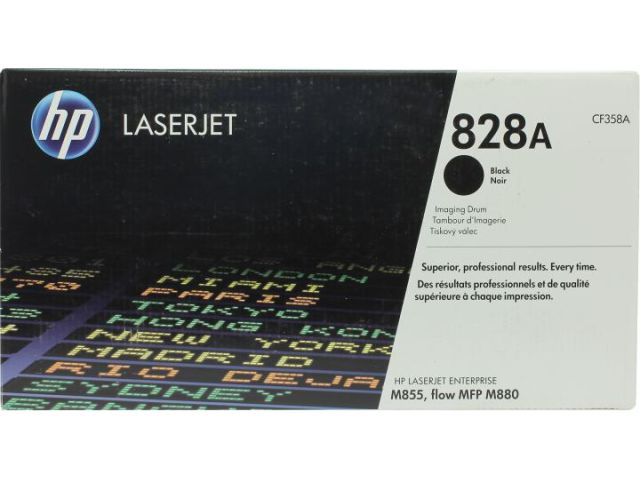 hp
LASERJET
828A
CF358A
Black
Noir
Imaging Drum
Tambour d'Imagerie
Tiskový válec
Superior, professional results. Every time.
Des résultats professionnels et de qualité
supérieure à chaque impression.
LONDON
MIAMI
PARIS
TOKYO
HONG KON
NEW YORK
MADRID
RIO DEJA
SYDNEY
HP LASERJET ENTERPRISE
M855, flow MFP M880